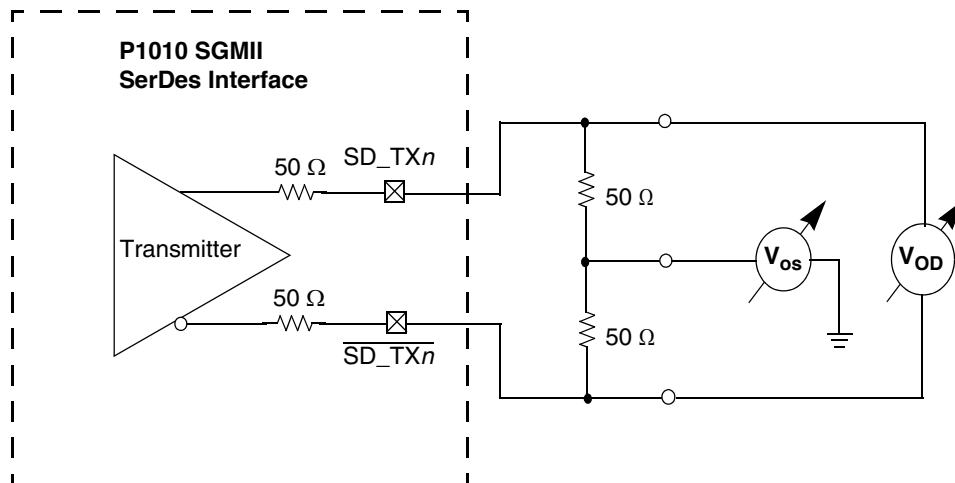 P1010 SGMII
SerDes Interface
50 Ω
SD_TXn
50 Ω
Transmitter
Vos
VOD
50 Ω
50 Ω
SD_TXn